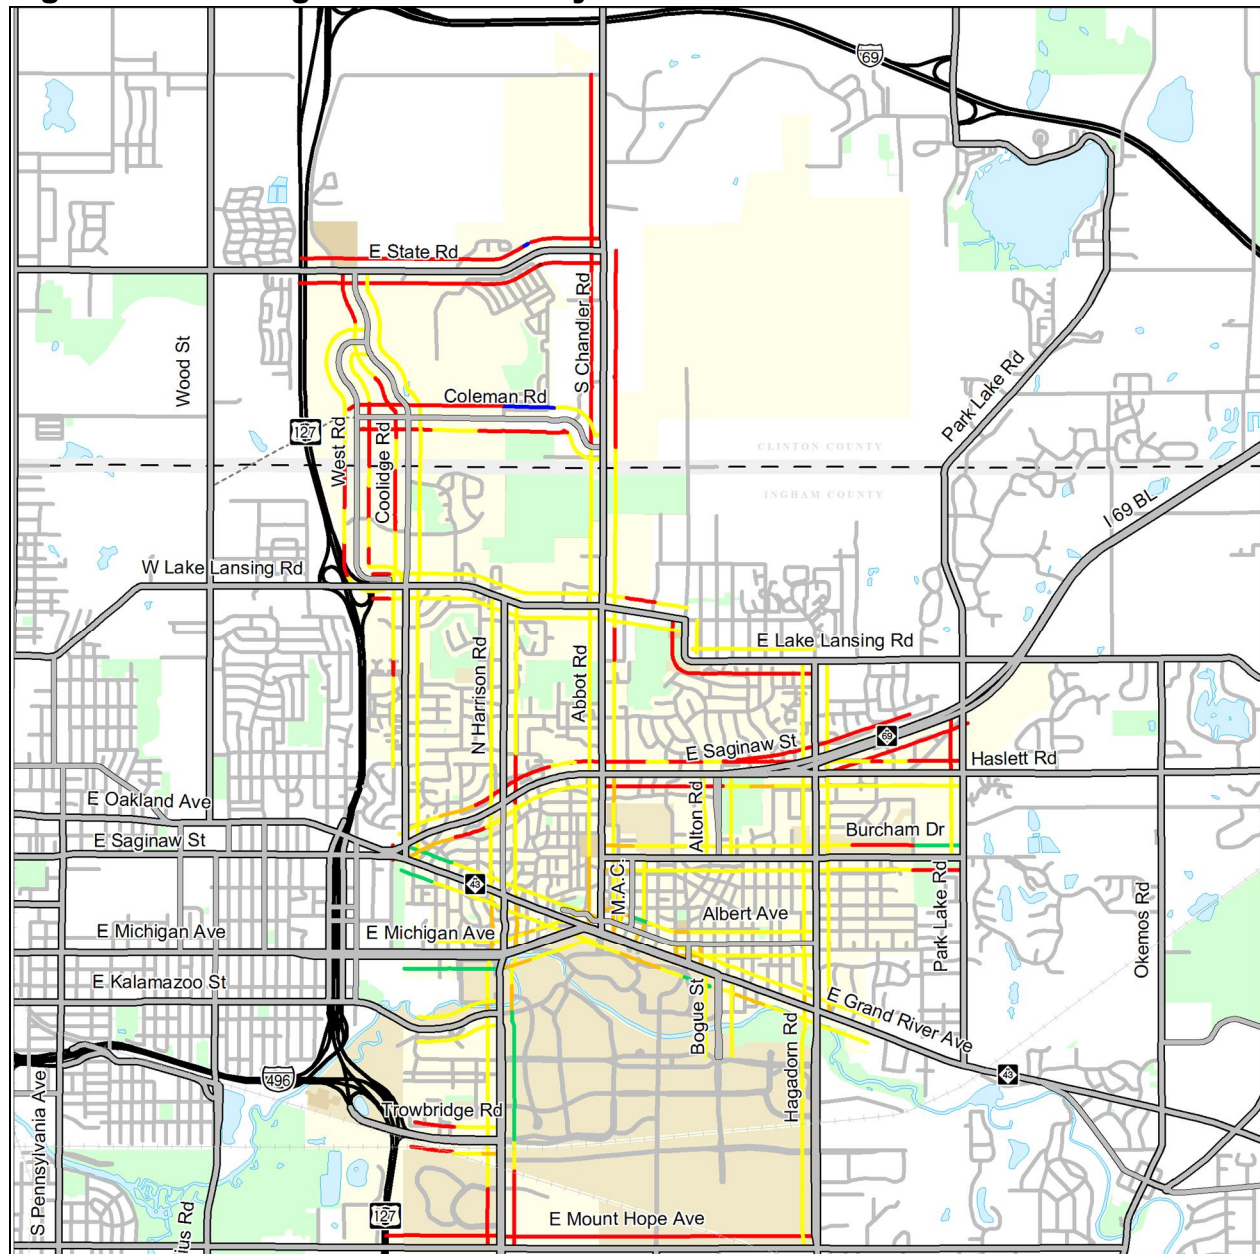 69
E State Rd
S Chandler Rd
Wood St
Coleman Rd
Park Lake Rd
127
West Rd
Coolidge Rd
CLINTON COUNTY
INGHAM COUNTY
I 69 BL
W Lake Lansing Rd
E Lake Lansing Rd
N Harrison Rd
Abbot Rd
E Saginaw St
69
Haslett Rd
E Oakland Ave
Alton Rd
Burcham Dr
E Saginaw St
43
M.A.C.
Albert Ave
Park Lake Rd
Okemos Rd
E Michigan Ave
E Michigan Ave
E Kalamazoo St
Bogue St
Hagadorn Rd
E Grand River Ave
496
43
S Pennsylvania Ave
Trowbridge Rd
127
ius Rd
E Mount Hope Ave